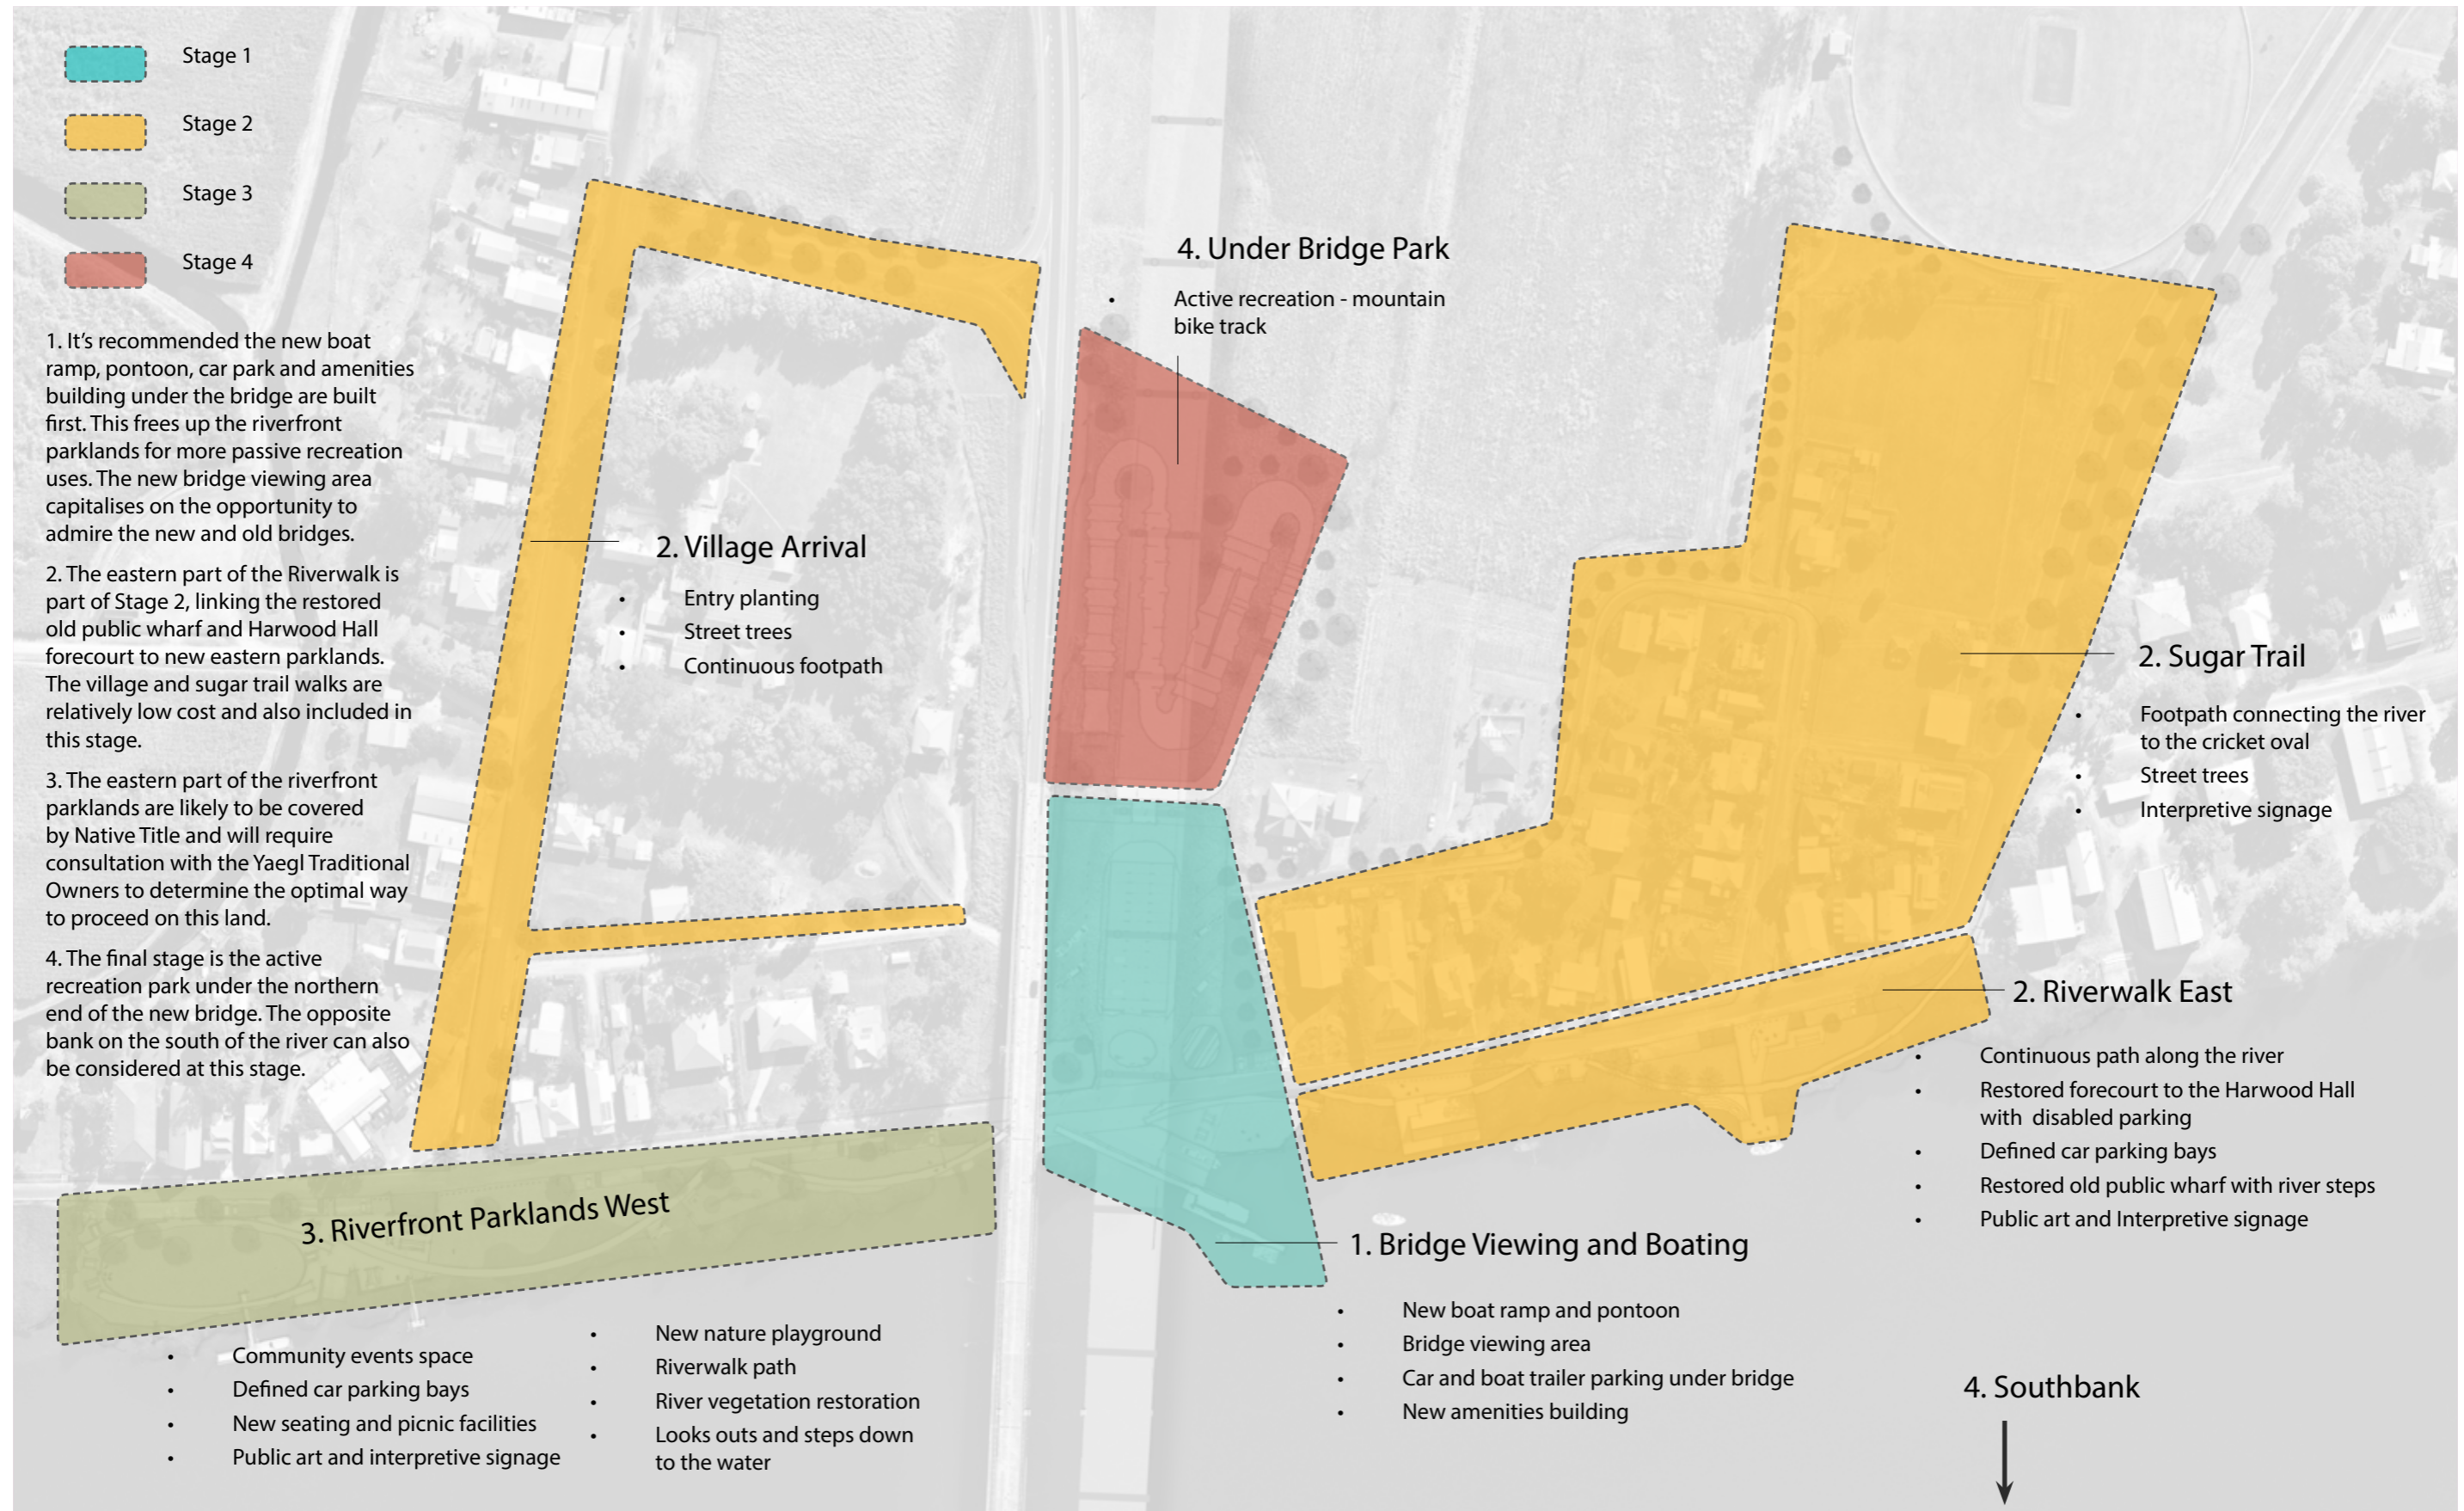 Stage 1
Stage 2
Stage 3
Stage 4
1. It’s recommended the new boat
ramp, pontoon, car park and amenities
building under the bridge are built
first. This frees up the riverfront
parklands for more passive recreation
uses. The new bridge viewing area
capitalises on the opportunity to
admire the new and old bridges.
2. The eastern part of the Riverwalk is
part of Stage 2, linking the restored
old public wharf and Harwood Hall
forecourt to new eastern parklands.
The village and sugar trail walks are
relatively low cost and also included in
this stage.
3. The eastern part of the riverfront
parklands are likely to be covered
by Native Title and will require
consultation with the Yaegl Traditional
Owners to determine the optimal way
to proceed on this land.
4. The final stage is the active
recreation park under the northern
end of the new bridge. The opposite
bank on the south of the river can also
be considered at this stage.
4. Under Bridge Park
• Active recreation - mountain
bike track
2. Village Arrival
• Entry planting
• Street trees
• Continuous footpath
2. Sugar Trail
• Footpath connecting the river
to the cricket oval
• Street trees
• Interpretive signage
2. Riverwalk East
• Continuous path along the river
• Restored forecourt to the Harwood Hall
with  disabled parking
• Defined car parking bays
• Restored old public wharf with river steps
• Public art and Interpretive signage
3. Riverfront Parklands West
• Community events space
• Defined car parking bays
• New seating and picnic facilities
• Public art and interpretive signage
• New nature playground
• Riverwalk path
• River vegetation restoration
• Looks outs and steps down
to the water
1. Bridge Viewing and Boating
• New boat ramp and pontoon
• Bridge viewing area
• Car and boat trailer parking under bridge
• New amenities building
4. Southbank